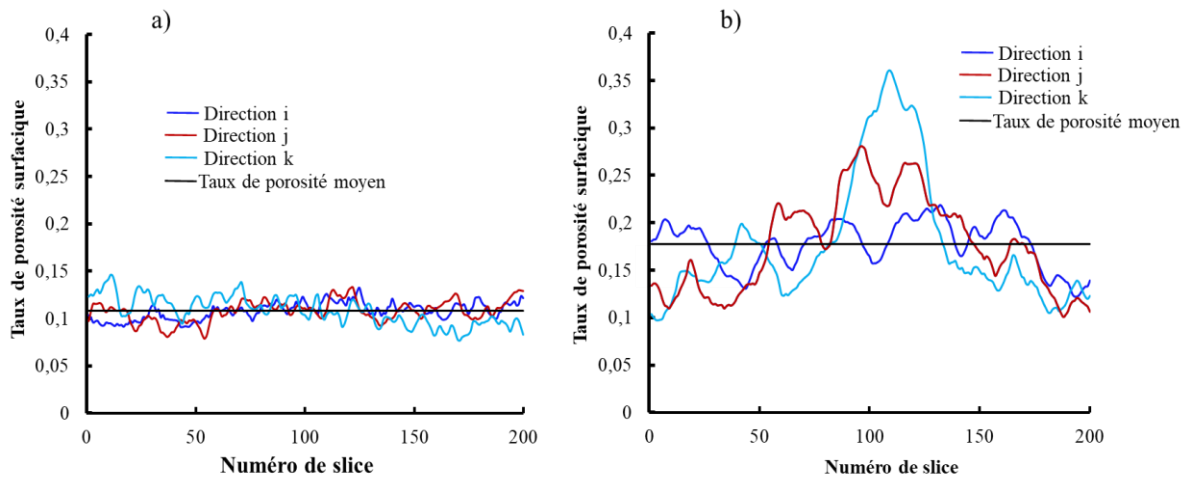 a)
Taux de porosité surfacique
0,4
0,35
0,3
0,25
0,2
0,15
0,1
0,05
0
Direction i
Direction j
Direction k
Taux de porosité moyen
0
50
100
150
200
Numéro de slice
b)
Taux de porosité surfacique
0,4
0,35
0,3
0,25
0,2
0,15
0,1
0,05
0
Direction i
Direction j
Direction k
Taux de porosité moyen
0
50
100
150
200
Numéro de slice